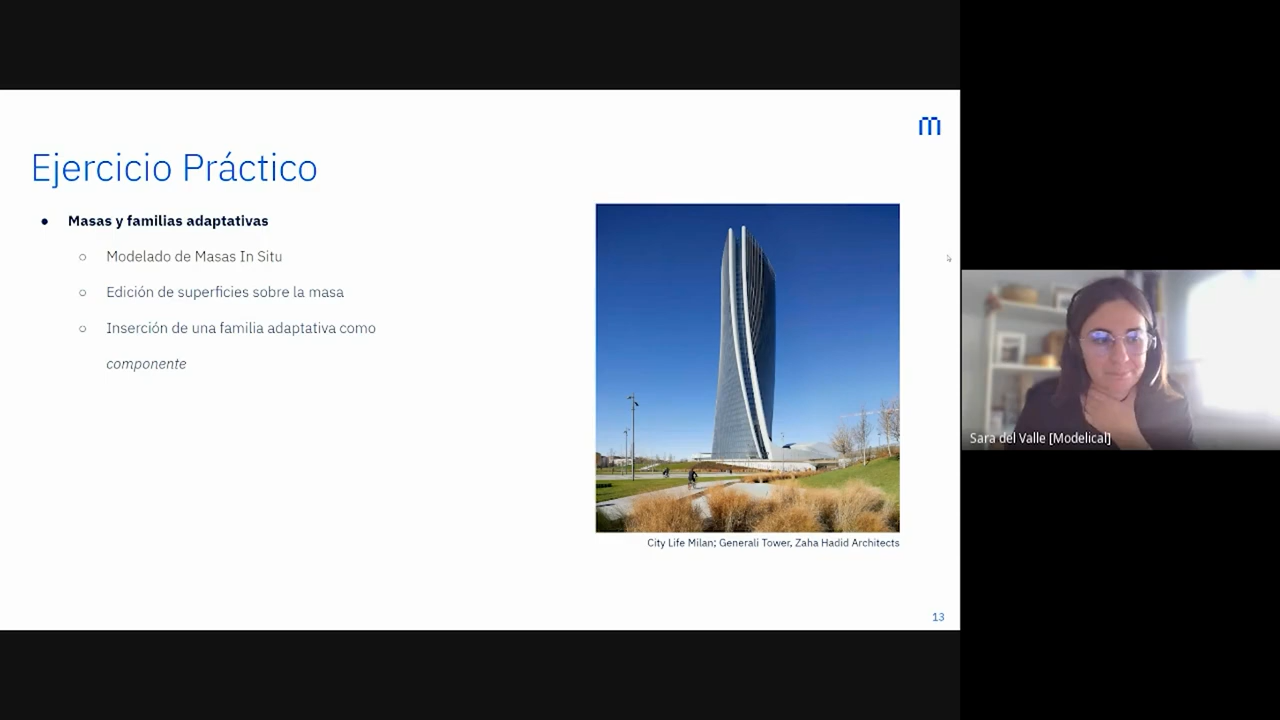 Ejercicio Práctico
● Masas y familias adaptativas
○ Modelado de Masas In Situ
○ Edición de superficies sobre la masa
○ Inserción de una familia adaptativa como
componente
City Life Milan; Generali Tower, Zaha Hadid Architects
13
Sara del Valle [Modelical]